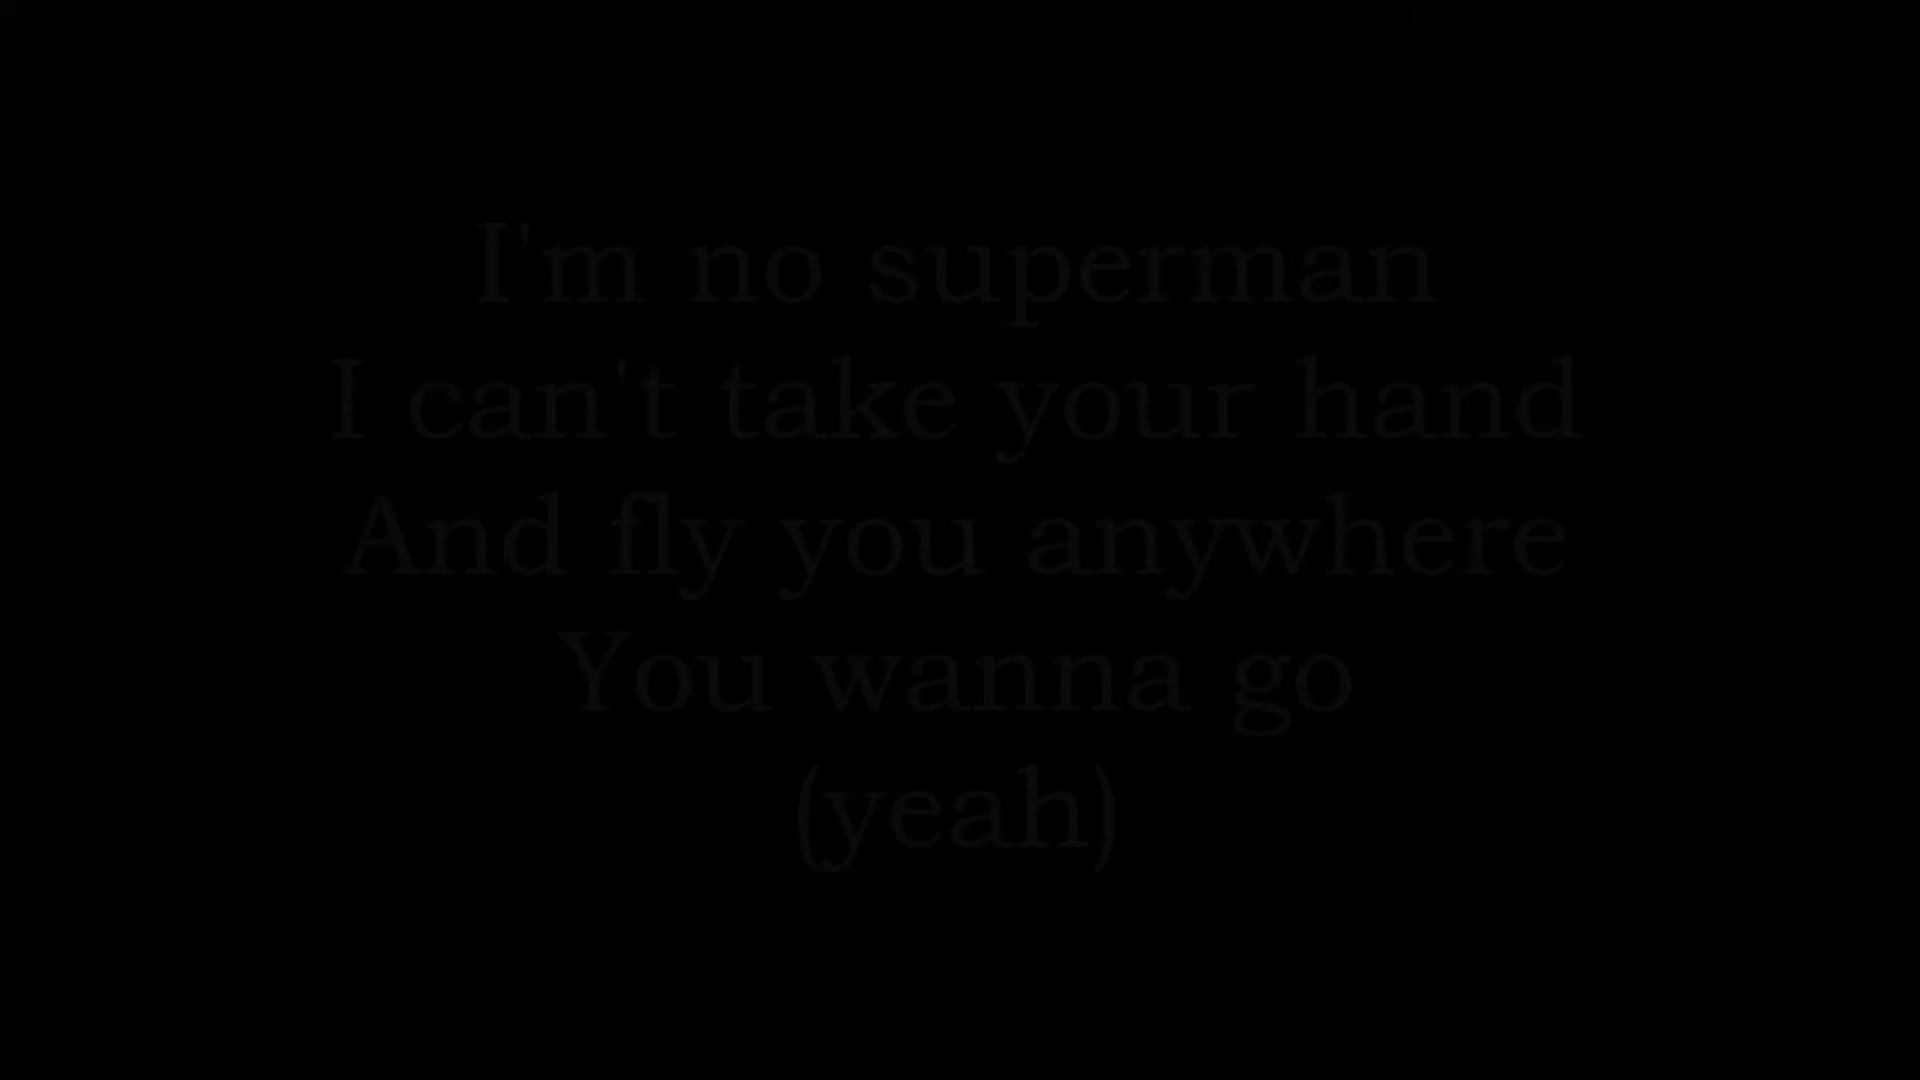 I'm no superman
I can't take your hand
And fly you anywhere
You wanna go
(yeah)